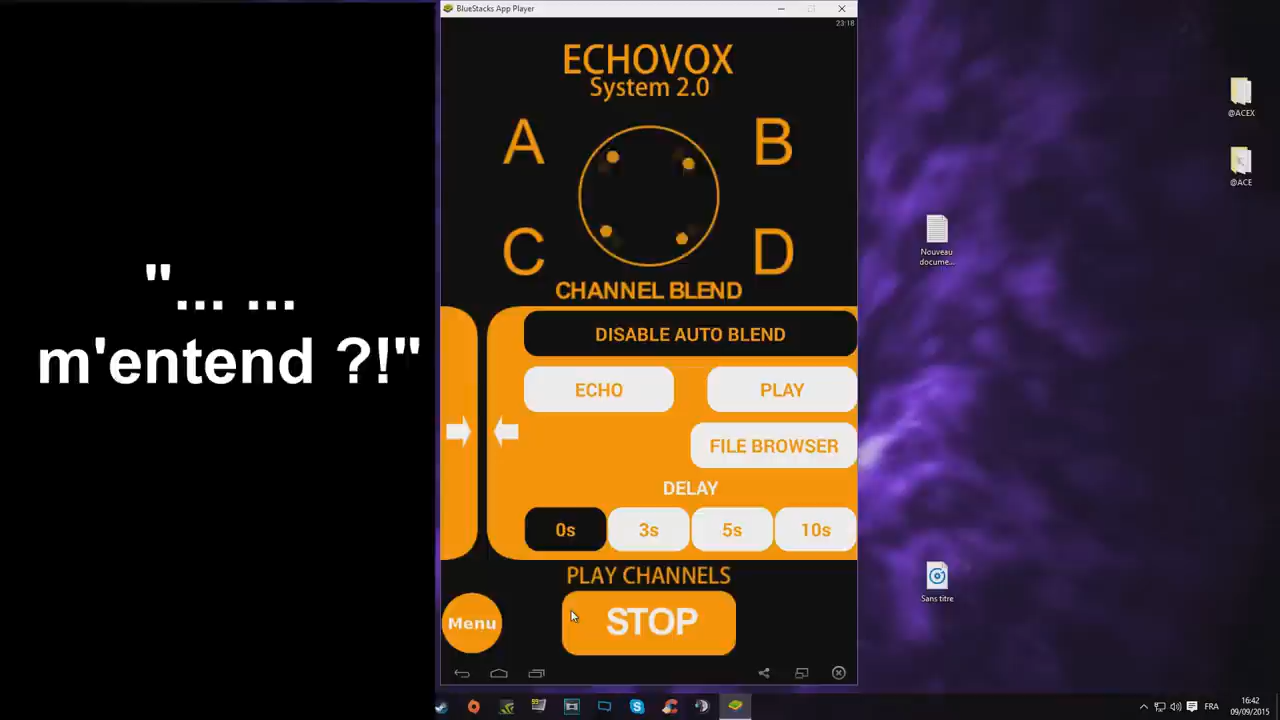 BlueStacks App Player
23:18
ECHOVOX
System 2.0
A
B
C
D
CHANNEL BLEND
DISABLE AUTO BLEND
ECHO
PLAY
FILE BROWSER
DELAY
0s
3s
5s
10s
PLAY CHANNELS
Menu
STOP
"... ...
m'entend ?!"
@ACEX
@ACE
Nouveau
docume...
Sans titre
FRA
16:42
09/09/2015